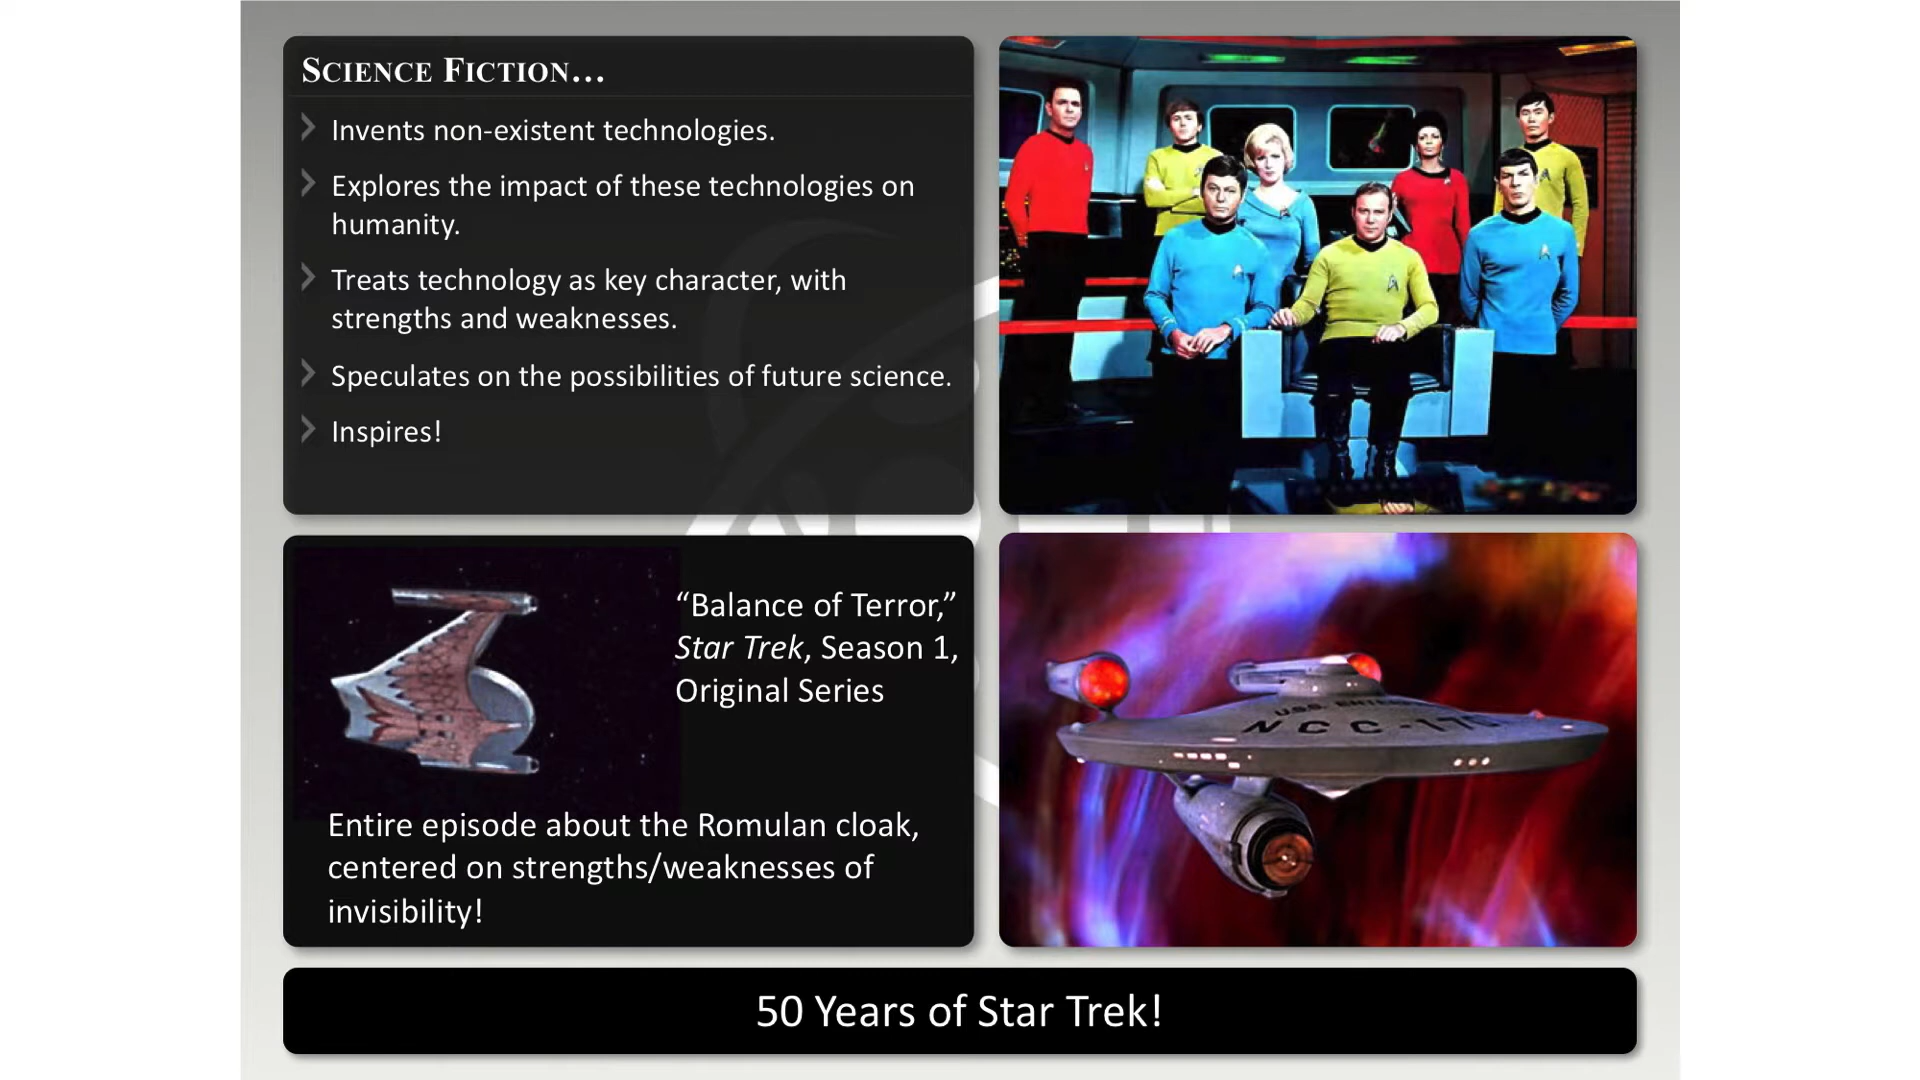 SCIENCE FICTION...
Invents non-existent technologies.
Explores the impact of these technologies on
humanity.
Treats technology as key character, with
strengths and weaknesses.
Speculates on the possibilities of future science.
Inspires!
“Balance of Terror,”
Star Trek, Season 1,
Original Series
Entire episode about the Romulan cloak,
centered on strengths/weaknesses of
invisibility!
USS
NCC-170
50 Years of Star Trek!